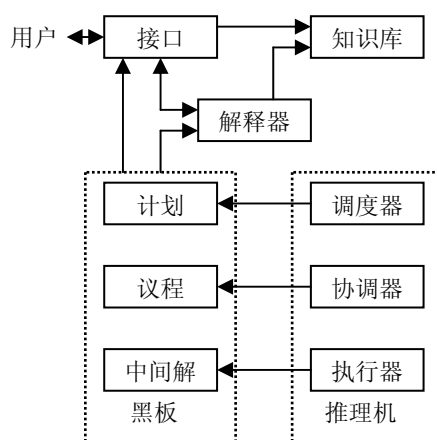 用户
接口
知识库
解释器
计划
调度器
议程
协调器
中间解
执行器
黑板
推理机